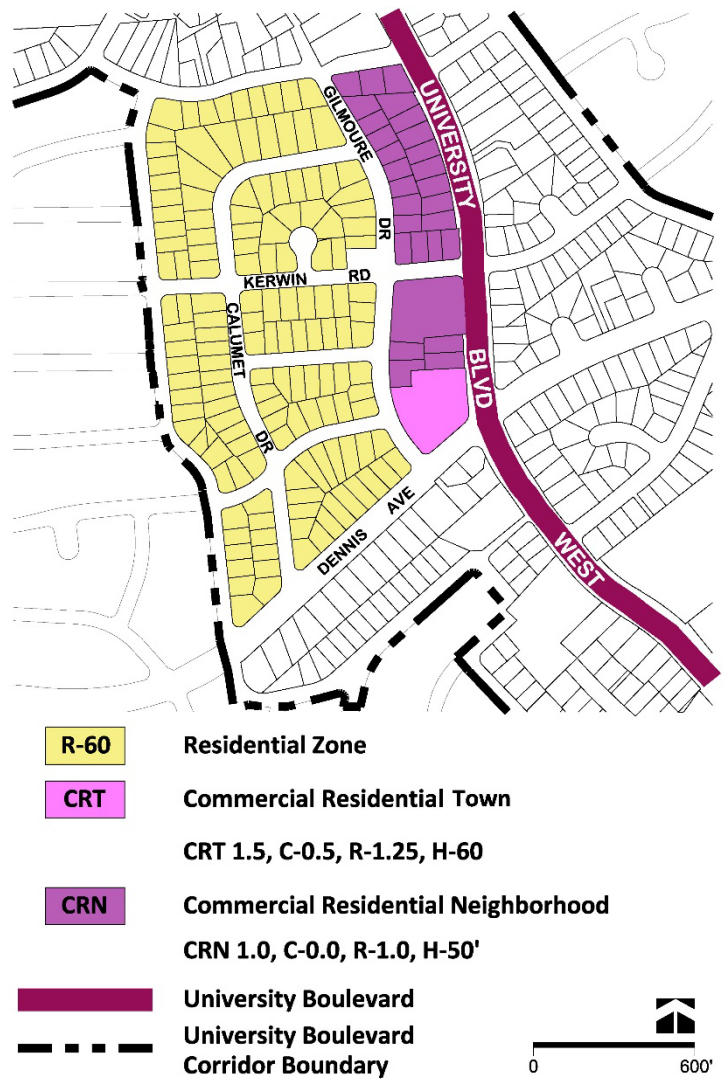 UNIVERSITY
GILMOURE
DR
KERWIN RD
CALUMET
DR
BLVD
DENNIS AVE
WEST
R-60 Residential Zone
CRT Commercial Residential Town
CRT 1.5, C-0.5, R-1.25, H-60
CRN Commercial Residential Neighborhood
CRN 1.0, C-0.0, R-1.0, H-50'
University Boulevard
University Boulevard
Corridor Boundary
0 600'